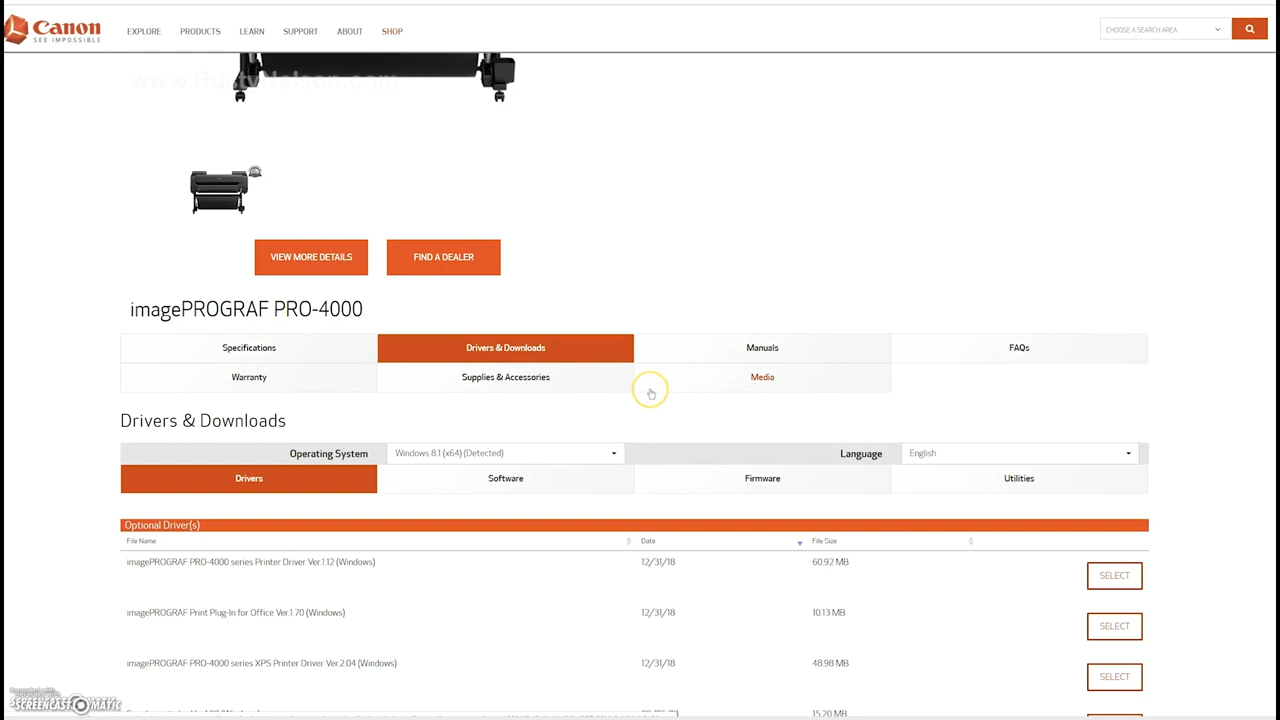 Canon
SEE IMPOSSIBLE
EXPLORE PRODUCTS LEARN SUPPORT ABOUT SHOP
CHOOSE A SEARCH AREA
www.RustyNelson.com
VIEW MORE DETAILS FIND A DEALER
imagePROGRAF PRO-4000
Specifications Drivers & Downloads Manuals FAQs
Warranty Supplies & Accessories Media
Drivers & Downloads
Operating System Windows 8.1 (x64) (Detected) Language English
Drivers Software Firmware Utilities
Optional Driver(s)
File Name Date File Size
imagePROGRAF PRO-4000 series Printer Driver Ver.1.12 (Windows) 12/31/18 60.92 MB SELECT
imagePROGRAF Print Plug-In for Office Ver.1.70 (Windows) 12/31/18 10.13 MB SELECT
imagePROGRAF PRO-4000 series XPS Printer Driver Ver.2.04 (Windows) 12/31/18 48.98 MB SELECT
15.20 MB
Recorded with
SCREENCAST-O-MATIC